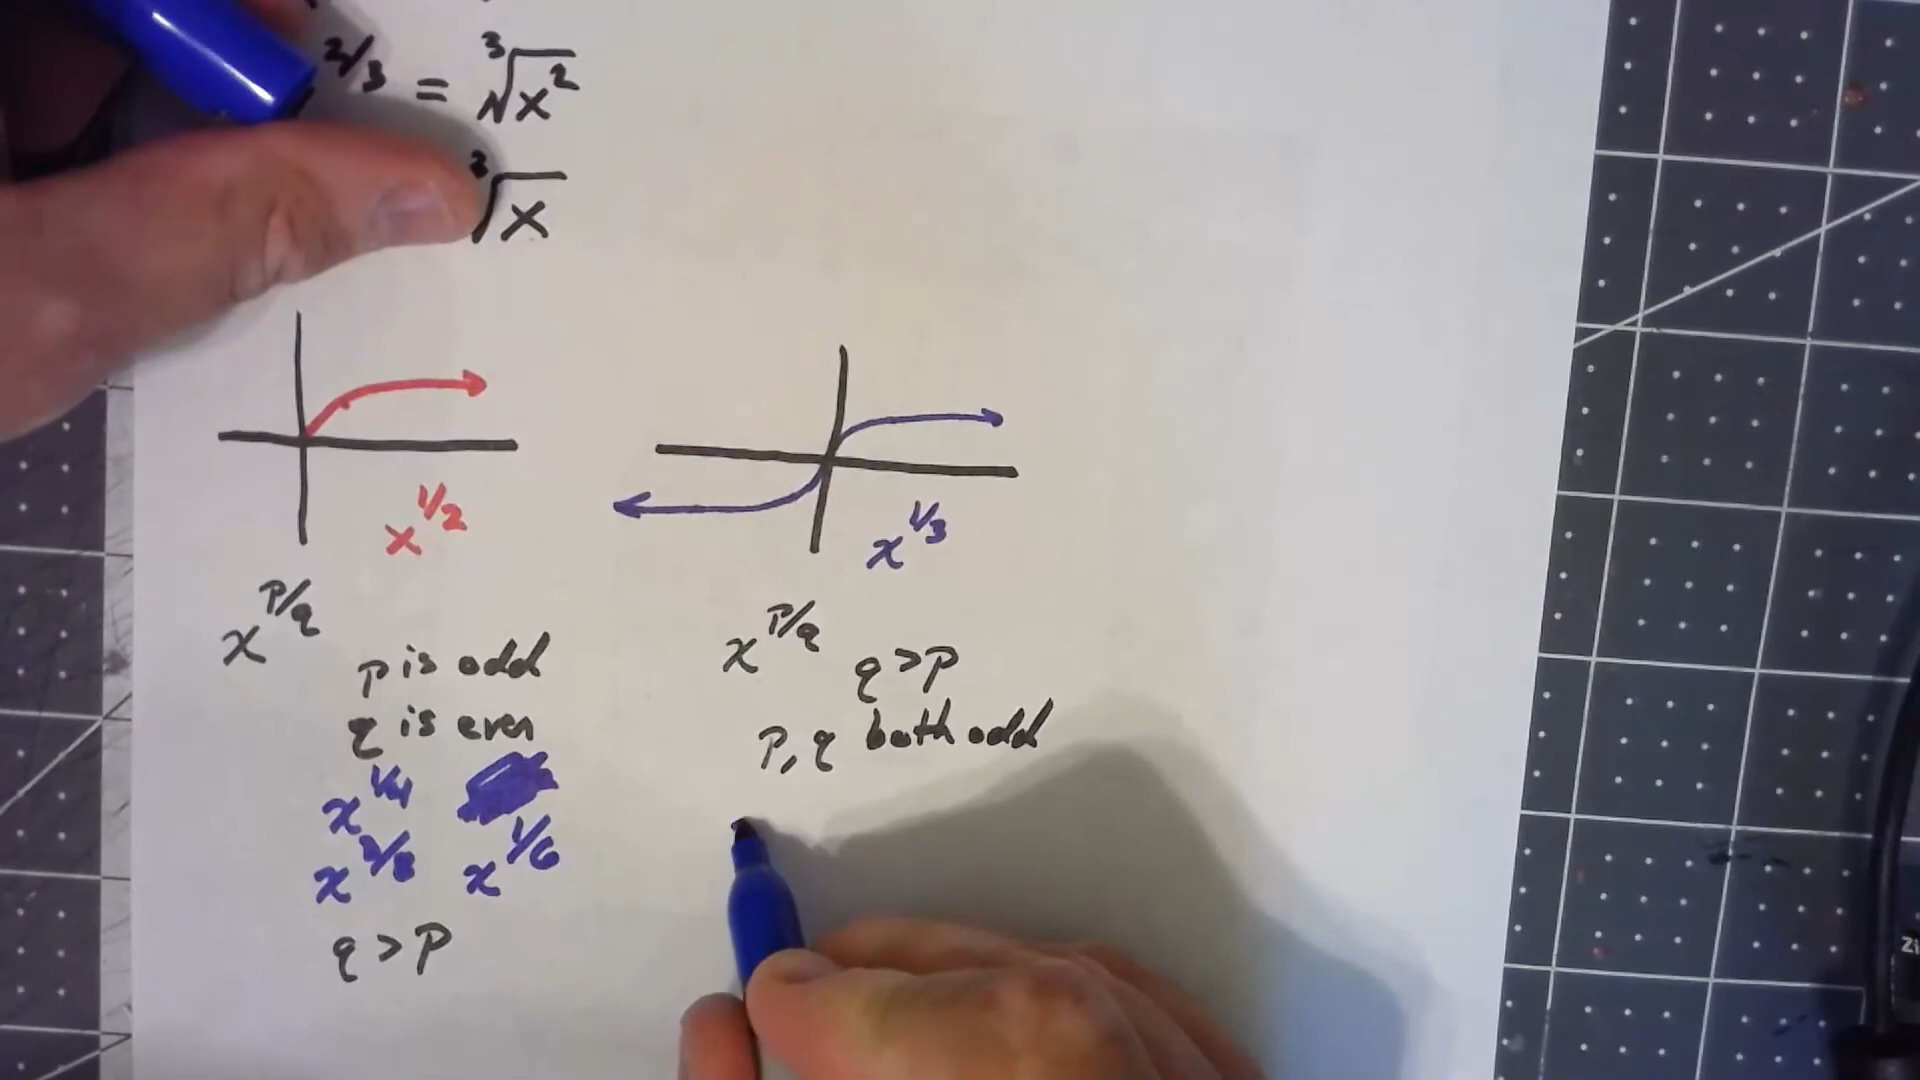 2/3 = ∛x²
∛x
x^1/2
x^1/3
x^p/q
p is odd
q is even
x^1/4
x^3/8 x^1/6
q > p
x^p/q q > p
p, q both odd
Zi